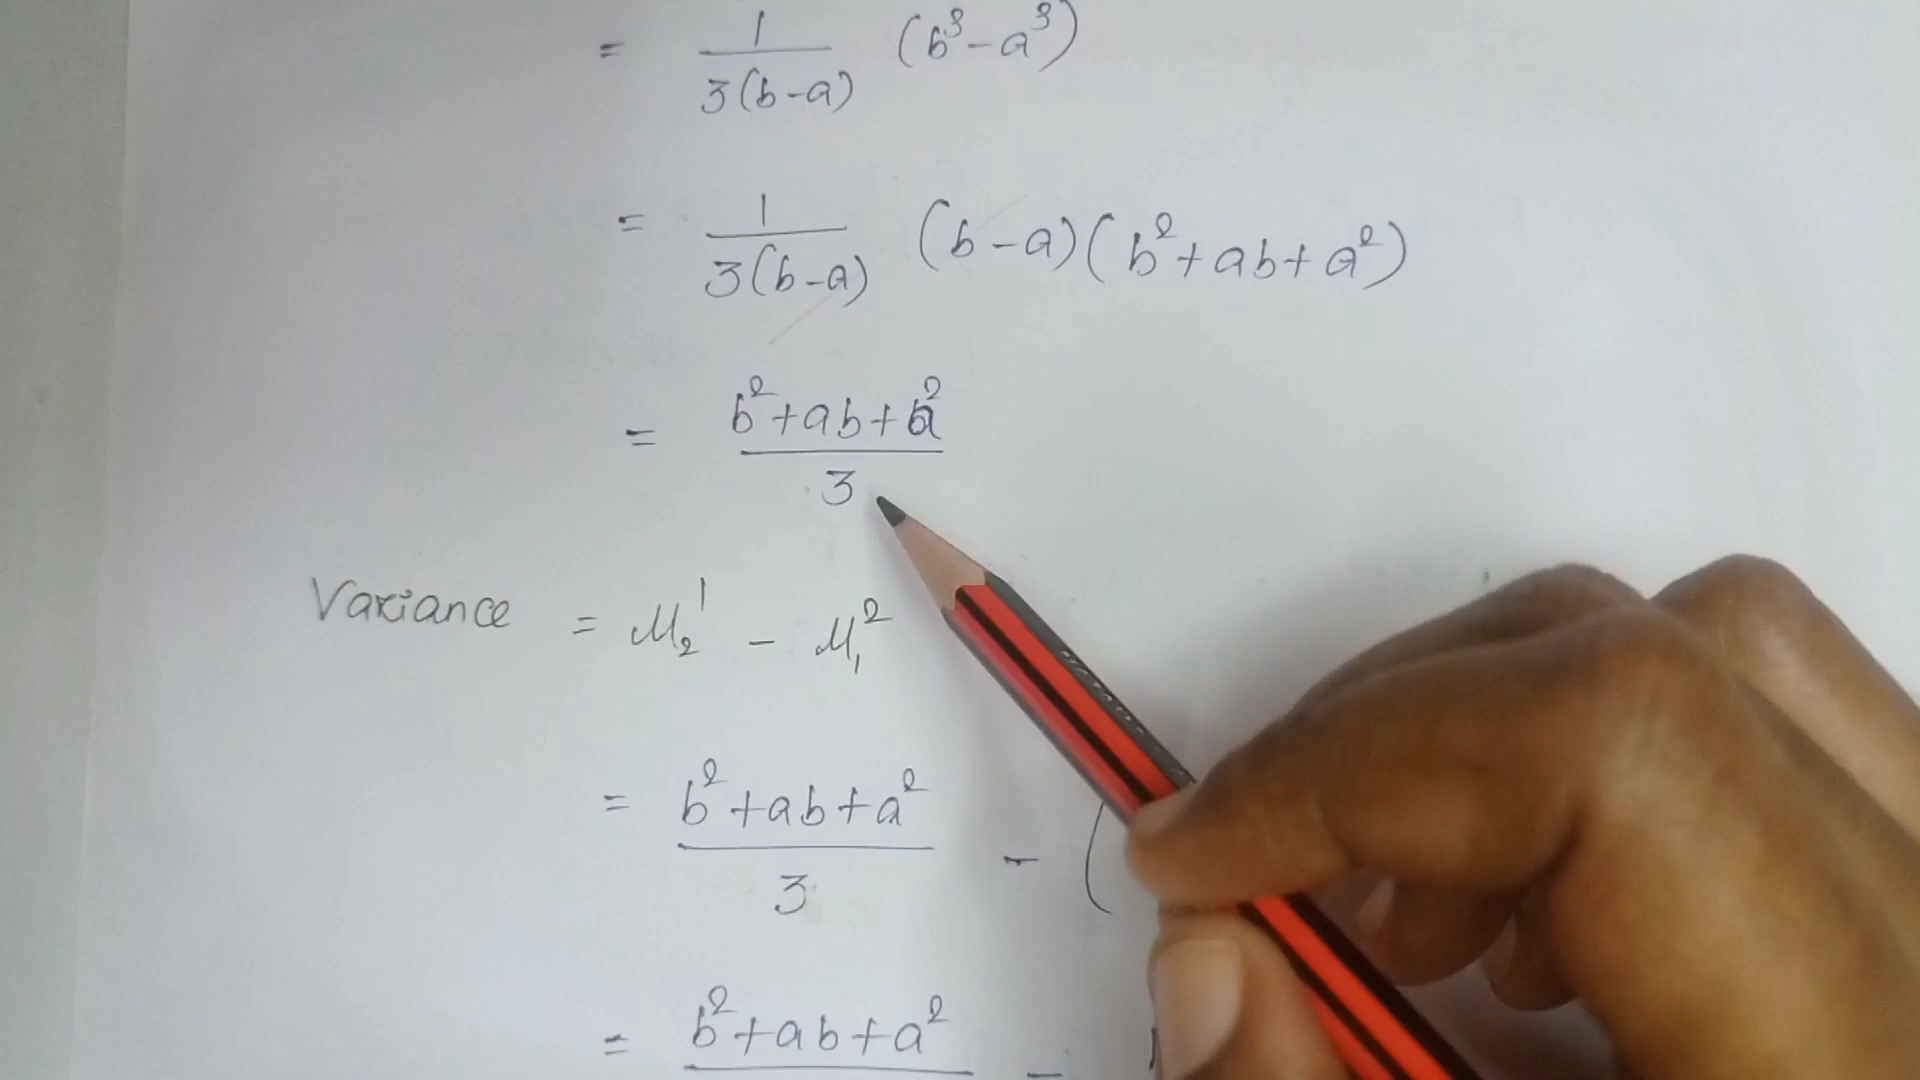 = 1/3(b-a) (b³-a³)
= 1/3(b-a) (b-a)(b²+ab+a²)
= b²+ab+a²/3
Variance = μ₂' - μ₁²
= b²+ab+a²/3 - (
= b²+ab+a² -